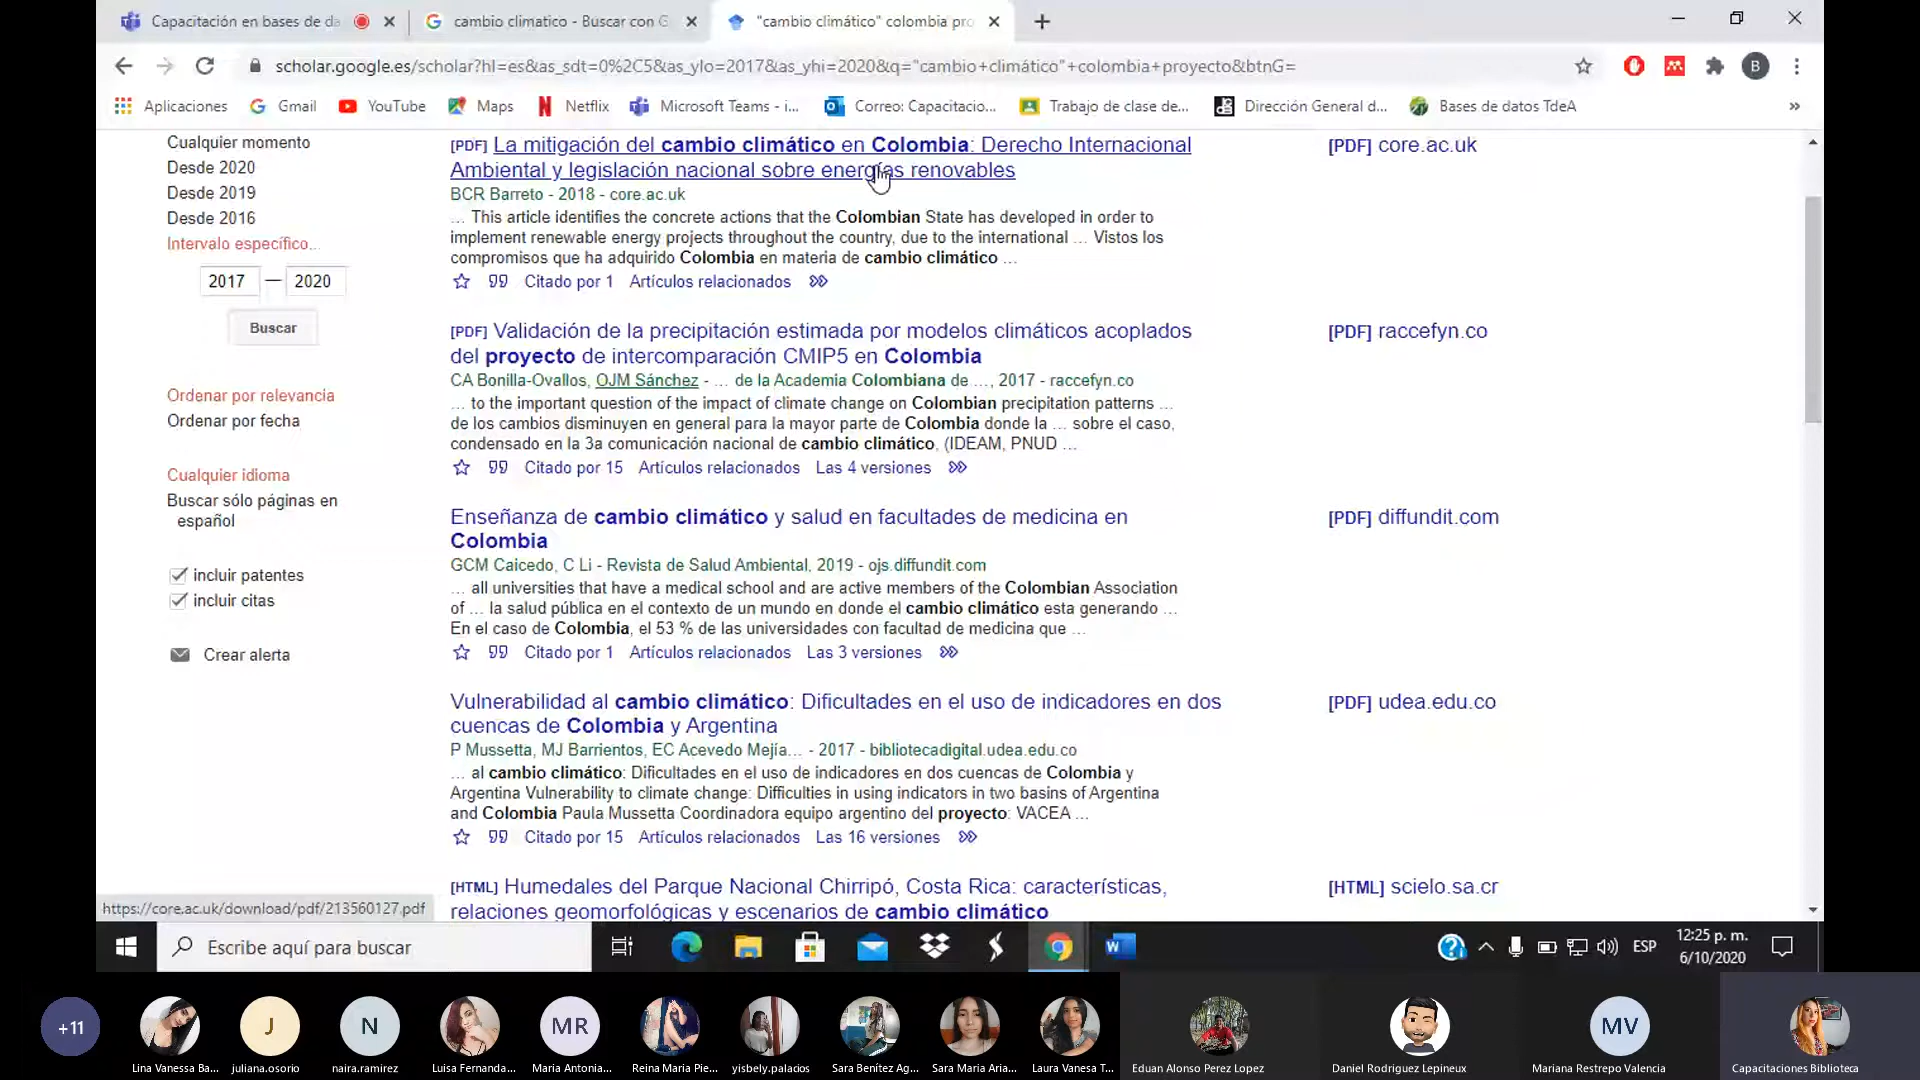 Capacitación en bases de da
cambio climatico - Buscar con G
"cambio climático" colombia pro
scholar.google.es/scholar?hl=es&as_sdt=0%2C5&as_ylo=2017&as_yhi=2020&q="cambio+climático"+colombia+proyecto&btnG=
B
Aplicaciones
Gmail
YouTube
Maps
Netflix
Microsoft Teams - i...
Correo: Capacitacio...
Trabajo de clase de...
Dirección General d...
Bases de datos TdeA
»
Cualquier momento
Desde 2020
Desde 2019
Desde 2016
Intervalo específico...
2017 — 2020
Buscar
Ordenar por relevancia
Ordenar por fecha
Cualquier idioma
Buscar sólo páginas en
español
incluir patentes
incluir citas
Crear alerta
[PDF] La mitigación del cambio climático en Colombia: Derecho Internacional
Ambiental y legislación nacional sobre energías renovables
BCR Barreto - 2018 - core.ac.uk
... This article identifies the concrete actions that the Colombian State has developed in order to
implement renewable energy projects throughout the country, due to the international ... Vistos los
compromisos que ha adquirido Colombia en materia de cambio climático ...
Citado por 1 Artículos relacionados
[PDF] core.ac.uk
[PDF] Validación de la precipitación estimada por modelos climáticos acoplados
del proyecto de intercomparación CMIP5 en Colombia
CA Bonilla-Ovallos, OJM Sánchez - ... de la Academia Colombiana de ..., 2017 - raccefyn.co
... to the important question of the impact of climate change on Colombian precipitation patterns ...
de los cambios disminuyen en general para la mayor parte de Colombia donde la ... sobre el caso,
condensado en la 3a comunicación nacional de cambio climático, (IDEAM, PNUD ...
Citado por 15 Artículos relacionados Las 4 versiones
[PDF] raccefyn.co
Enseñanza de cambio climático y salud en facultades de medicina en
Colombia
GCM Caicedo, C Li - Revista de Salud Ambiental, 2019 - ojs.diffundit.com
... all universities that have a medical school and are active members of the Colombian Association
of ... la salud pública en el contexto de un mundo en donde el cambio climático esta generando ...
En el caso de Colombia, el 53 % de las universidades con facultad de medicina que ...
Citado por 1 Artículos relacionados Las 3 versiones
[PDF] diffundit.com
Vulnerabilidad al cambio climático: Dificultades en el uso de indicadores en dos
cuencas de Colombia y Argentina
P Mussetta, MJ Barrientos, EC Acevedo Mejía... - 2017 - bibliotecadigital.udea.edu.co
... al cambio climático: Dificultades en el uso de indicadores en dos cuencas de Colombia y
Argentina Vulnerability to climate change: Difficulties in using indicators in two basins of Argentina
and Colombia Paula Mussetta Coordinadora equipo argentino del proyecto: VACEA ...
Citado por 15 Artículos relacionados Las 16 versiones
[PDF] udea.edu.co
[HTML] Humedales del Parque Nacional Chirripó, Costa Rica: características,
relaciones geomorfológicas y escenarios de cambio climático
[HTML] scielo.sa.cr
https://core.ac.uk/download/pdf/213560127.pdf
Escribe aquí para buscar
ESP
12:25 p. m.
6/10/2020
+11
J
N
MR
MV
Lina Vanessa Ba...
juliana.osorio
naira.ramirez
Luisa Fernanda...
Maria Antonia...
Reina Maria Pie...
yisbely.palacios
Sara Benítez Ag...
Sara Maria Aria...
Laura Vanesa T...
Eduan Alonso Perez Lopez
Daniel Rodriguez Lepineux
Mariana Restrepo Valencia
Capacitaciones Biblioteca